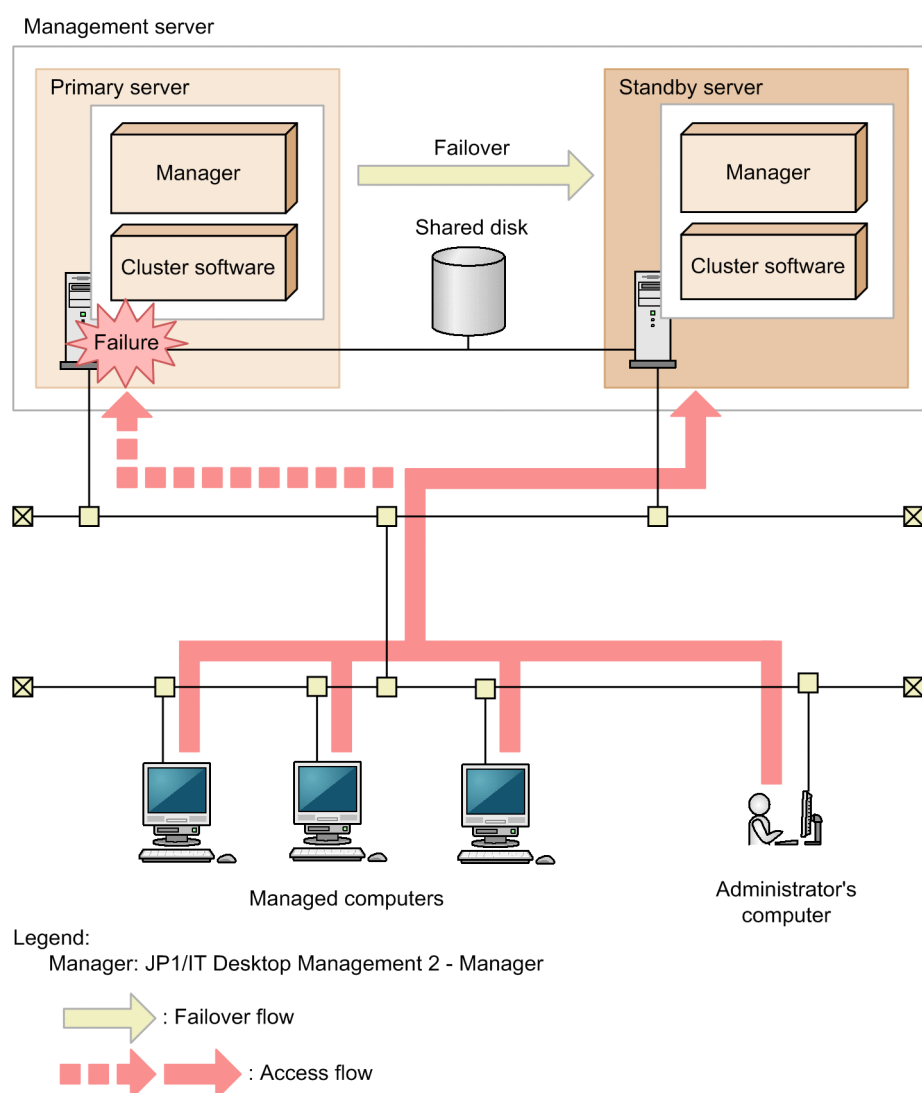 Management server
Primary server
Standby server
Manager
Cluster software
Failure
Failover
Shared disk
Manager
Cluster software
Managed computers
Administrator's
computer
Legend:
Manager: JP1/IT Desktop Management 2 - Manager
: Failover flow
: Access flow